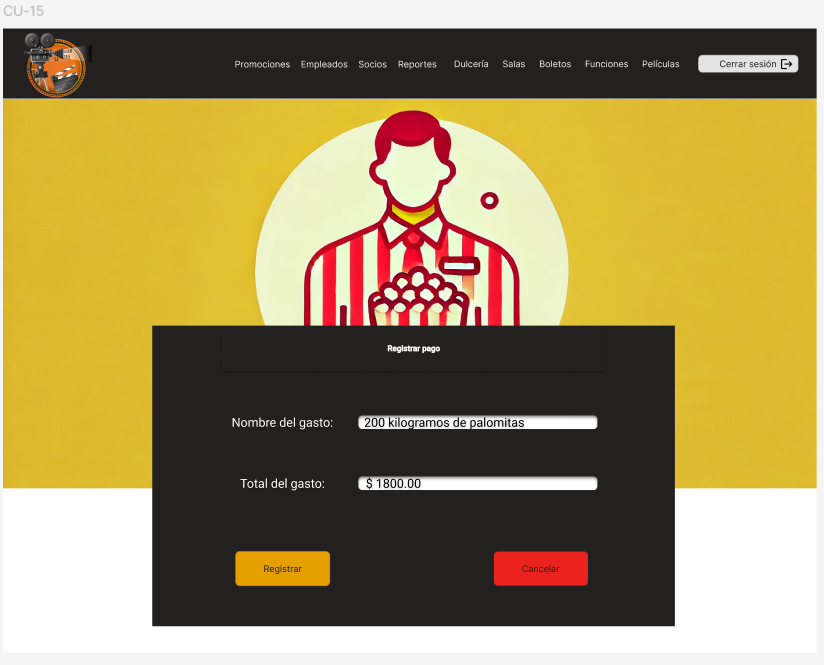 CU-15
Promociones Empleados Socios Reportes Dulcería Salas Boletos Funciones Películas Cerrar sesión
Registrar pago
Nombre del gasto: 200 kilogramos de palomitas
Total del gasto: $ 1800.00
Registrar Cancelar